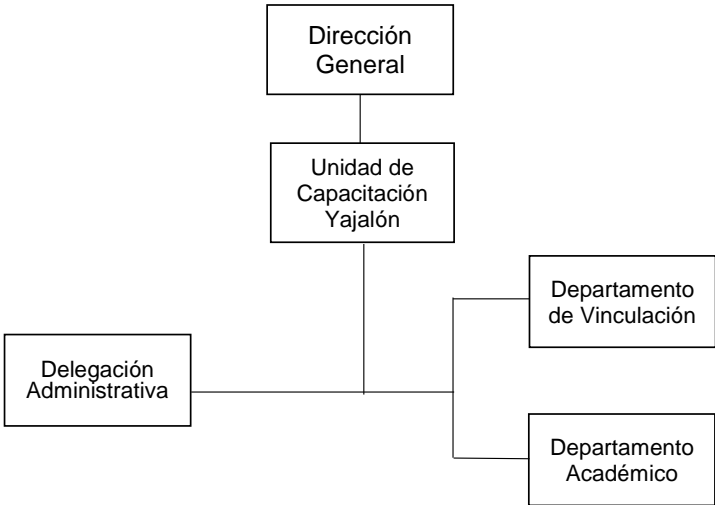 Dirección
General
Unidad de
Capacitación
Yajalón
Departamento
de Vinculación
Delegación
Administrativa
Departamento
Académico